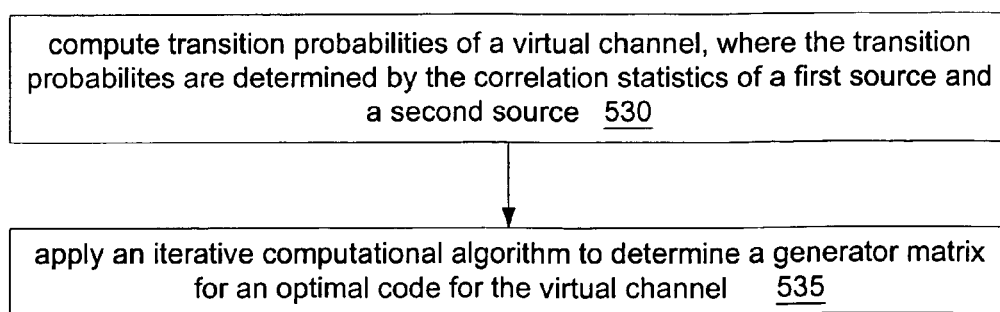 compute transition probabilities of a virtual channel, where the transition
probabilites are determined by the correlation statistics of a first source and
a second source 530
apply an iterative computational algorithm to determine a generator matrix
for an optimal code for the virtual channel 535